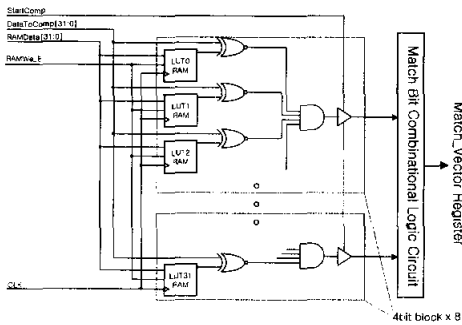 StartComp
DataToComp[31:0]
RAMData[31:0]
RAMWe_E
LUT0
RAM
LUT1
RAM
LUT2
RAM
LUT31
RAM
CLK
Match Bit Combinational Logic Circuit
Match_Vector Register
4bit block x 8